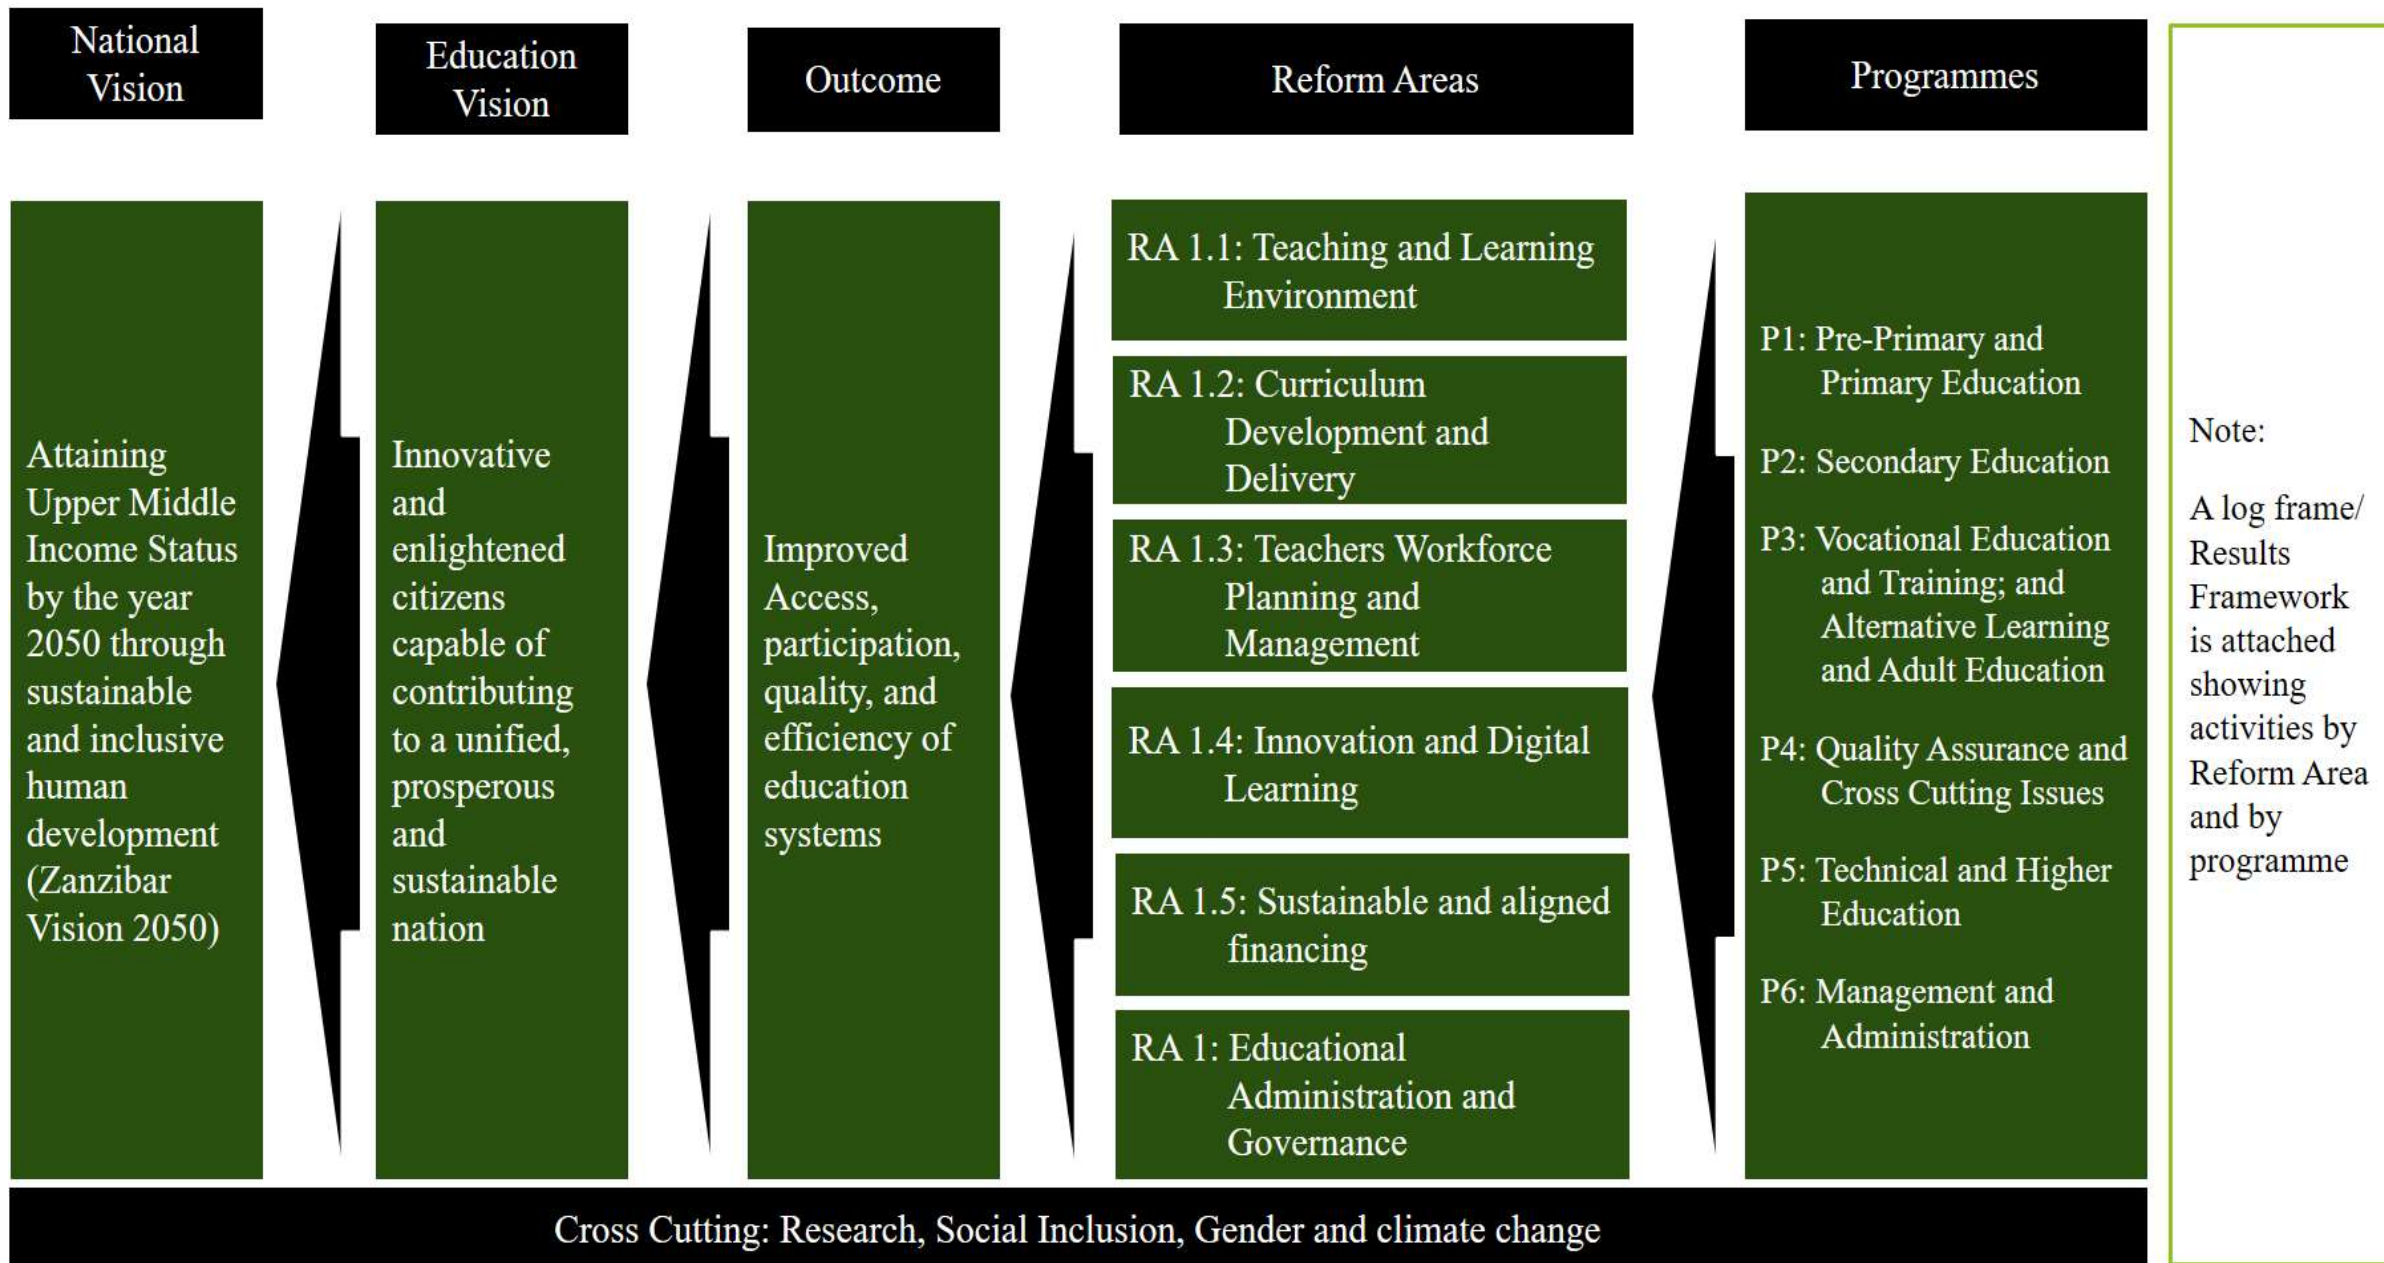 National
Vision
Education
Vision
Outcome
Reform Areas
Programmes
Attaining
Upper Middle
Income Status
by the year
2050 through
sustainable
and inclusive
human
development
(Zanzibar
Vision 2050)
Innovative
and
enlightened
citizens
capable of
contributing
to a unified,
prosperous
and
sustainable
nation
Improved
Access,
participation,
quality, and
efficiency of
education
systems
RA 1.1: Teaching and Learning
Environment
RA 1.2: Curriculum
Development and
Delivery
RA 1.3: Teachers Workforce
Planning and
Management
RA 1.4: Innovation and Digital
Learning
RA 1.5: Sustainable and aligned
financing
RA 1: Educational
Administration and
Governance
P1: Pre-Primary and
Primary Education
P2: Secondary Education
P3: Vocational Education
and Training; and
Alternative Learning
and Adult Education
P4: Quality Assurance and
Cross Cutting Issues
P5: Technical and Higher
Education
P6: Management and
Administration
Note:
A log frame/
Results
Framework
is attached
showing
activities by
Reform Area
and by
programme
Cross Cutting: Research, Social Inclusion, Gender and climate change